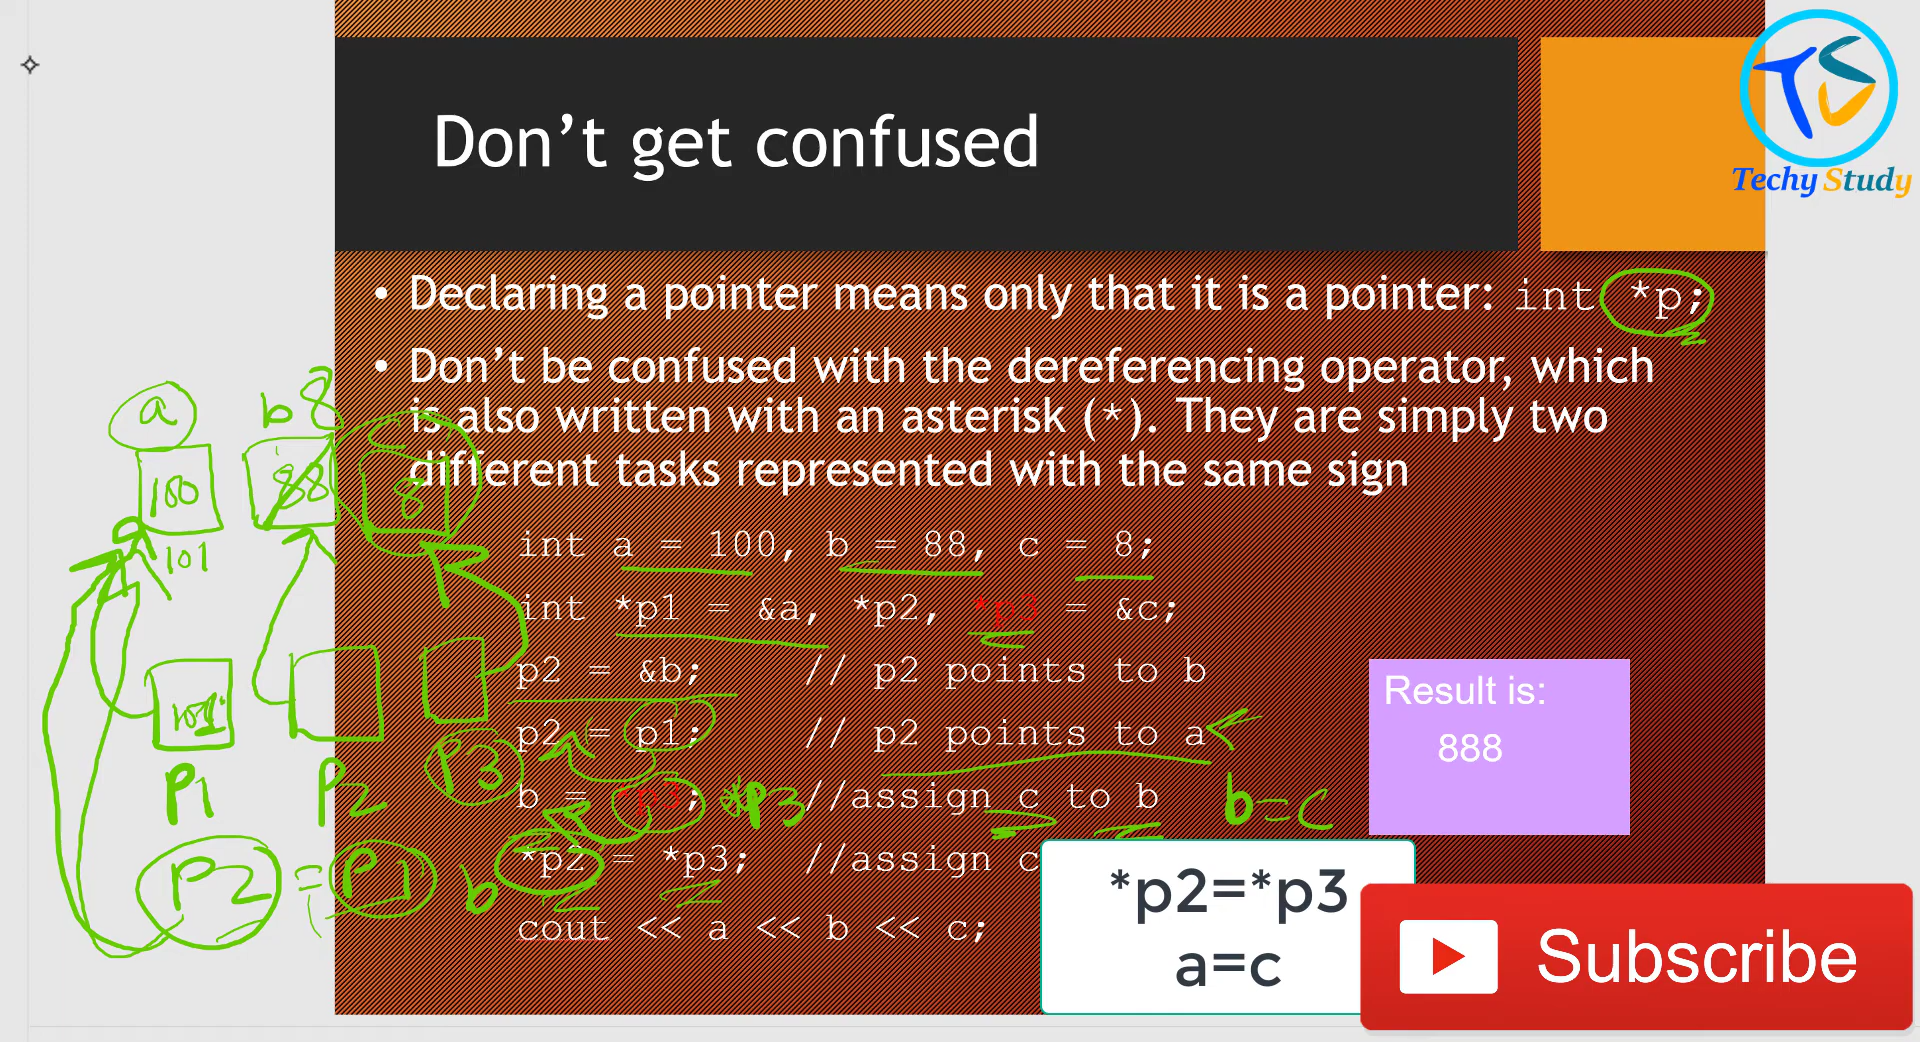 Don't get confused
Techy Study
• Declaring a pointer means only that it is a pointer: int *p;
• Don't be confused with the dereferencing operator, which
is also written with an asterisk (*). They are simply two
different tasks represented with the same sign
a b 8
100 88 8
101
int a = 100, b = 88, c = 8;
int *p1 = &a, *p2, *p3 = &c;
p2 = &b; // p2 points to b
p2 = p1; // p2 points to a
b = *p3; *p3 //assign c to b b=c
*p2 = *p3; //assign c
cout << a << b << c;
101
P1 P2 P3
P2 = P1 b
a
Result is:
888
*p2=*p3
a=c
Subscribe